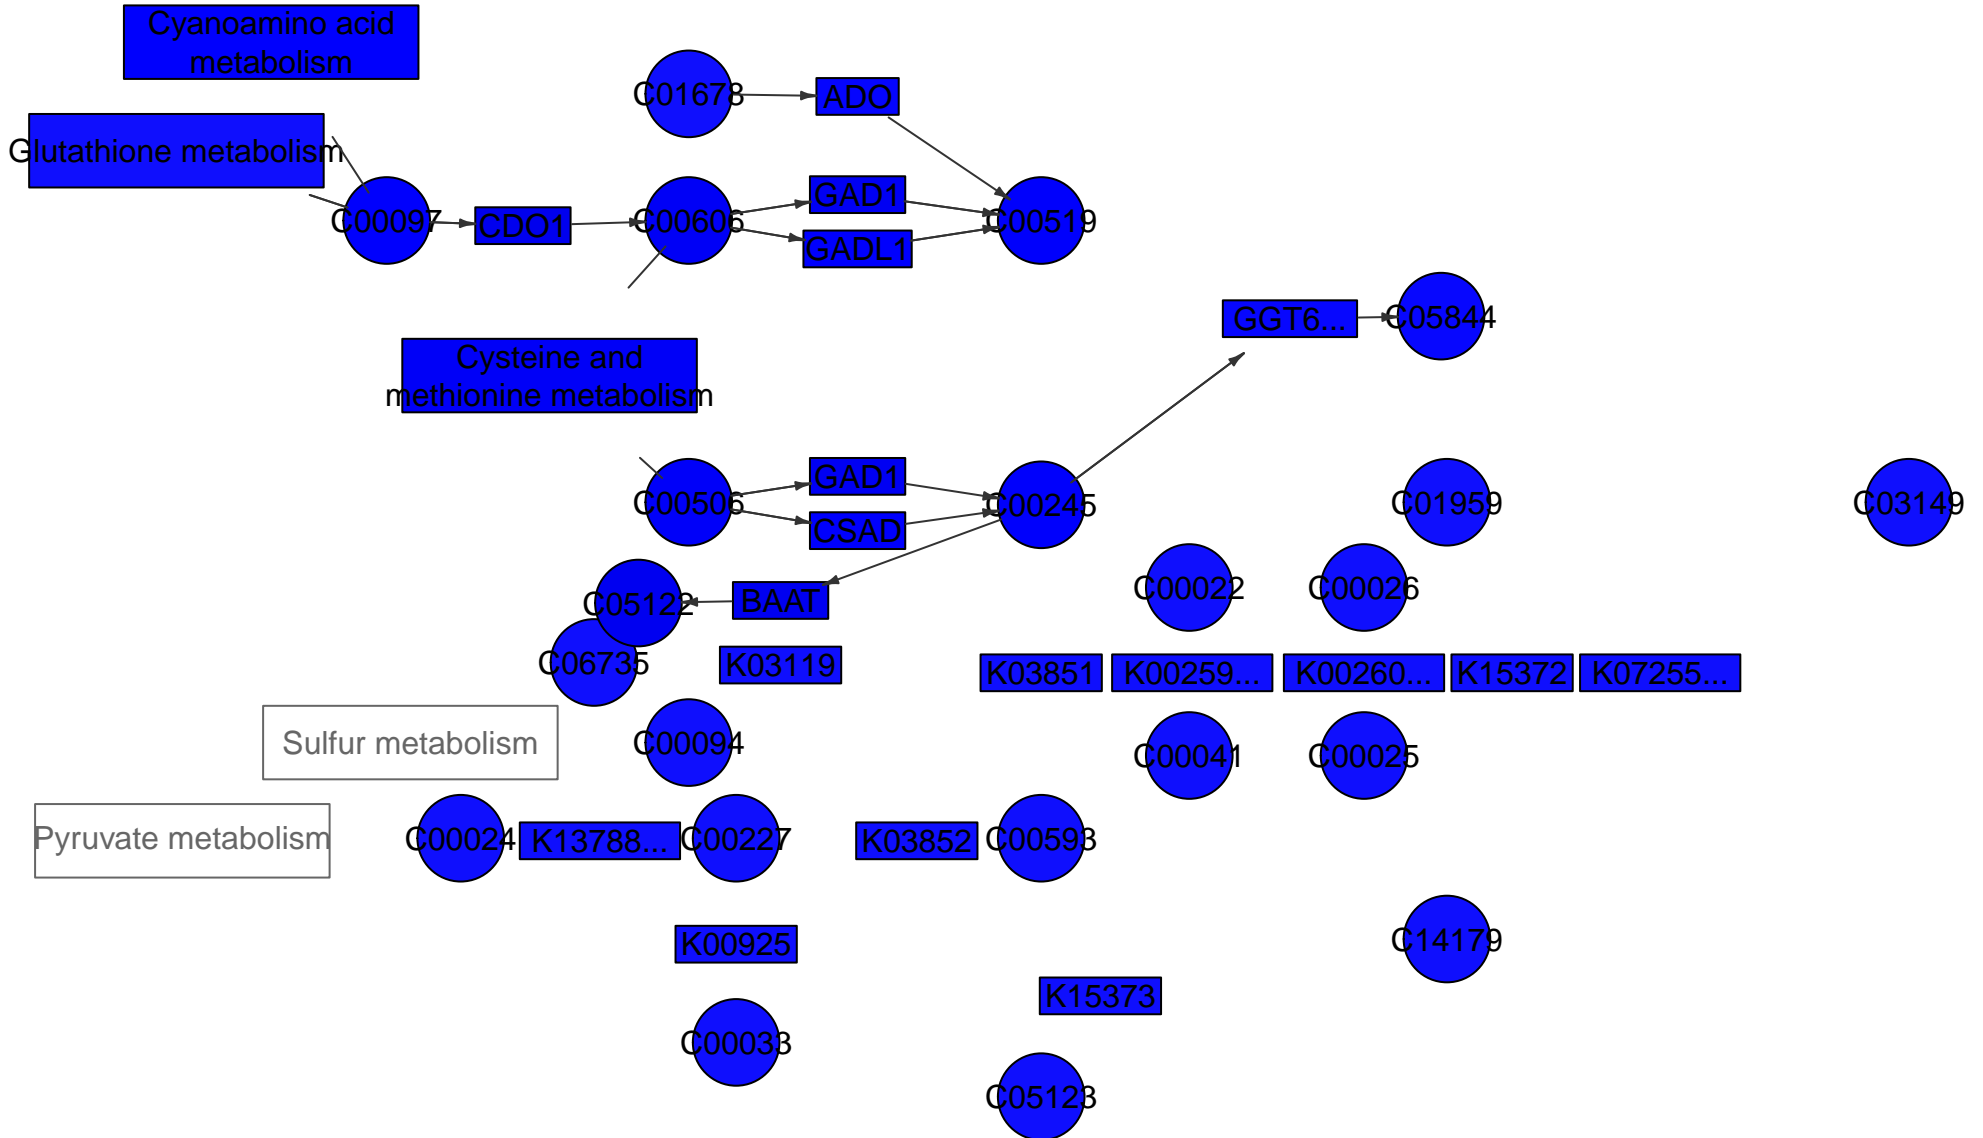 Cyanoamino acid
metabolism
C01678
ADO
Glutathione metabolism
GAD1
C00097
CDO1
C00606
C00519
GADL1
GGT6...
C05844
Cysteine and
methionine metabolism
GAD1
C00506
C00245
C01959
C03149
CSAD
C05122
BAAT
C00022
C00026
C06735
K03119
K03851
K00259...
K00260...
K15372
K07255...
Sulfur metabolism
C00094
C00041
C00025
Pyruvate metabolism
C00024
K13788...
C00227
K03852
C00593
K00925
C14179
K15373
C00033
C05123